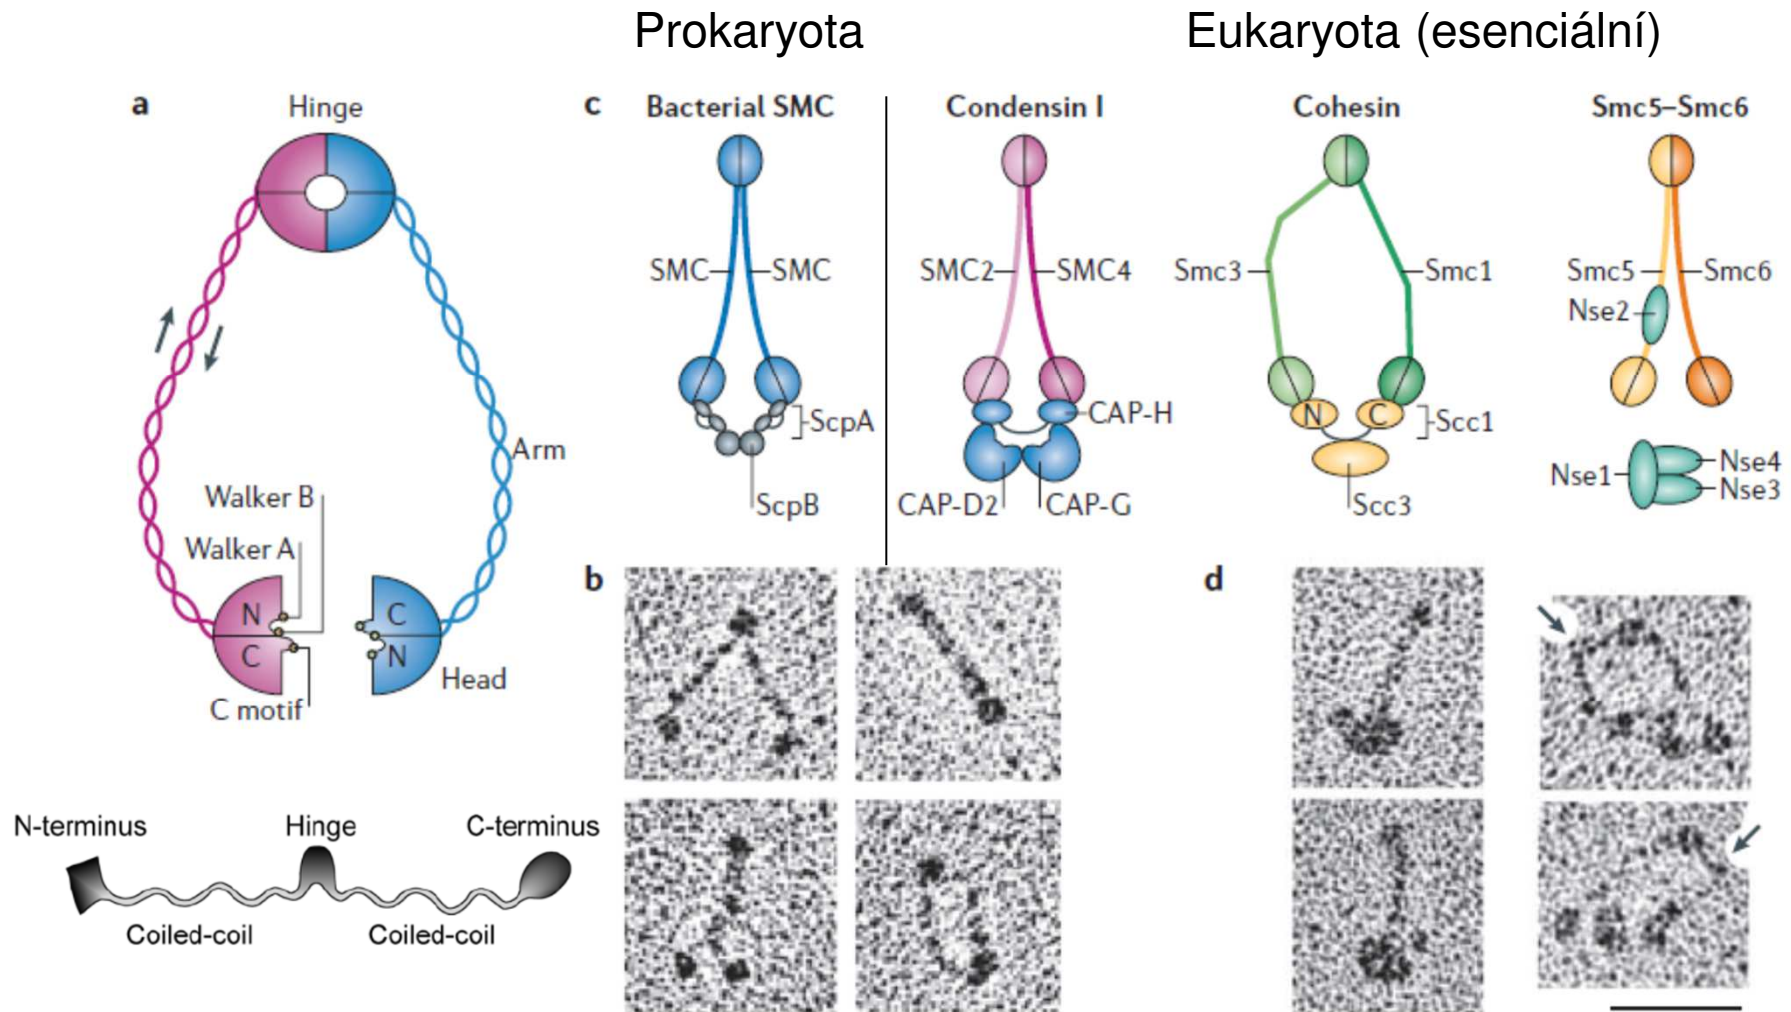 Prokaryota
Eukaryota (esenciální)
a
Hinge
Arm
Walker B
Walker A
N
C
C
N
C motif
Head
N-terminus
Hinge
C-terminus
Coiled-coil
Coiled-coil
c
Bacterial SMC
SMC
SMC
ScpA
ScpB
Condensin I
SMC2
SMC4
CAP-H
CAP-D2
CAP-G
Cohesin
Smc3
Smc1
N
C
Scc1
Scc3
Smc5–Smc6
Smc5
Smc6
Nse2
Nse1
Nse4
Nse3
b
d